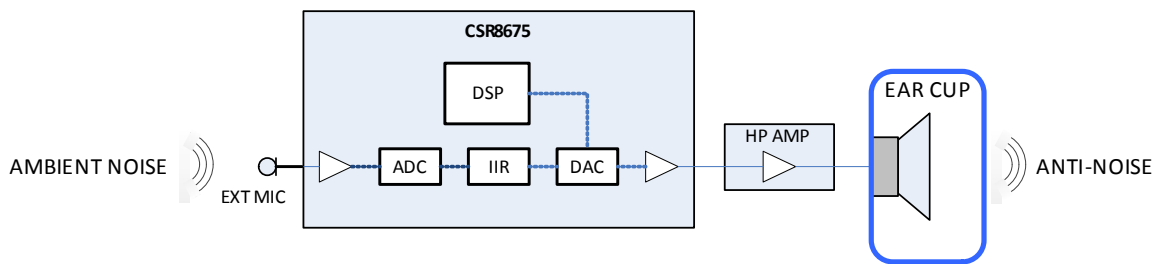 CSR8675
DSP
EAR CUP
HP AMP
AMBIENT NOISE
ADC
IIR
DAC
ANTI-NOISE
EXT MIC